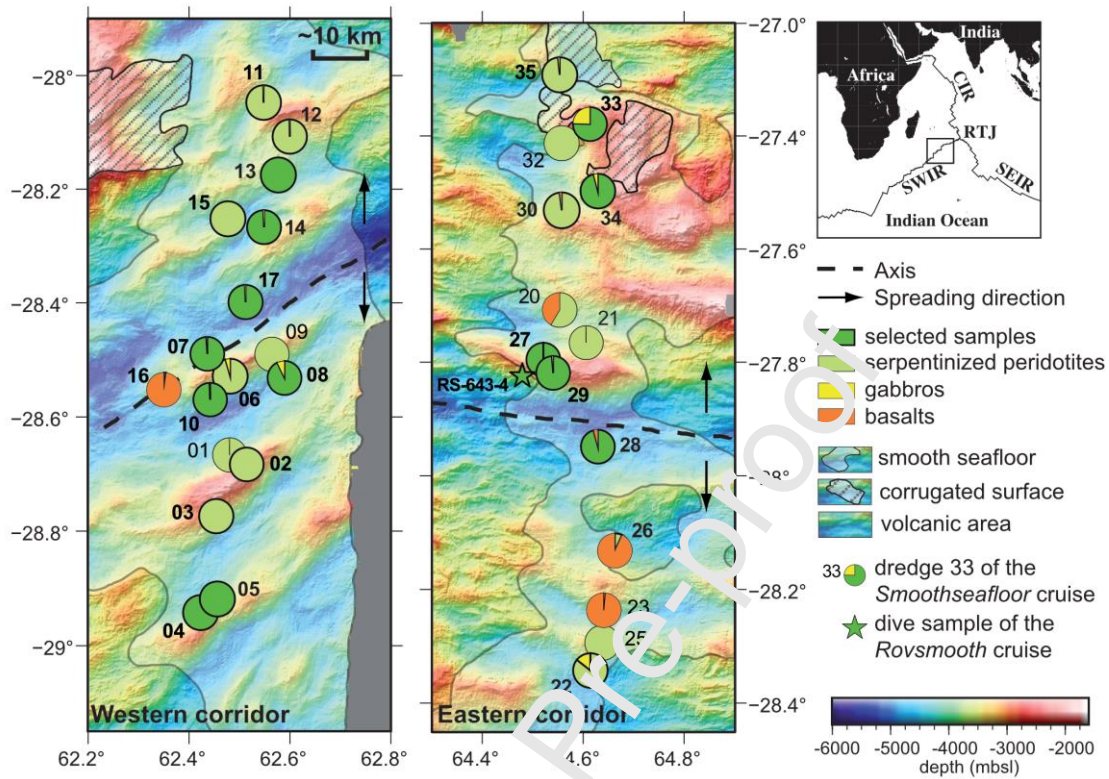 ~10 km
−28°
−28.2°
−28.4°
−28.6°
−28.8°
−29°
62.2
62.4
62.6
62.8
11
12
13
15
14
17
07
09
16
06
08
10
01
02
03
05
04
Western corridor
−27.0°
−27.4°
−27.6°
−27.8°
−28°
−28.2°
−28.4°
64.4
64.6
64.8
35
33
32
30
34
20
21
27
RS-643-4
29
28
26
23
25
22
Eastern corridor
Pre-proof
India
Africa
CIR
RTJ
SWIR
SEIR
Indian Ocean
Axis
Spreading direction
selected samples
serpentinized peridotites
gabbros
basalts
smooth seafloor
corrugated surface
volcanic area
33 dredge 33 of the
Smoothseafloor cruise
dive sample of the
Rovsmooth cruise
-6000 -5000 -4000 -3000 -2000
depth (mbsl)